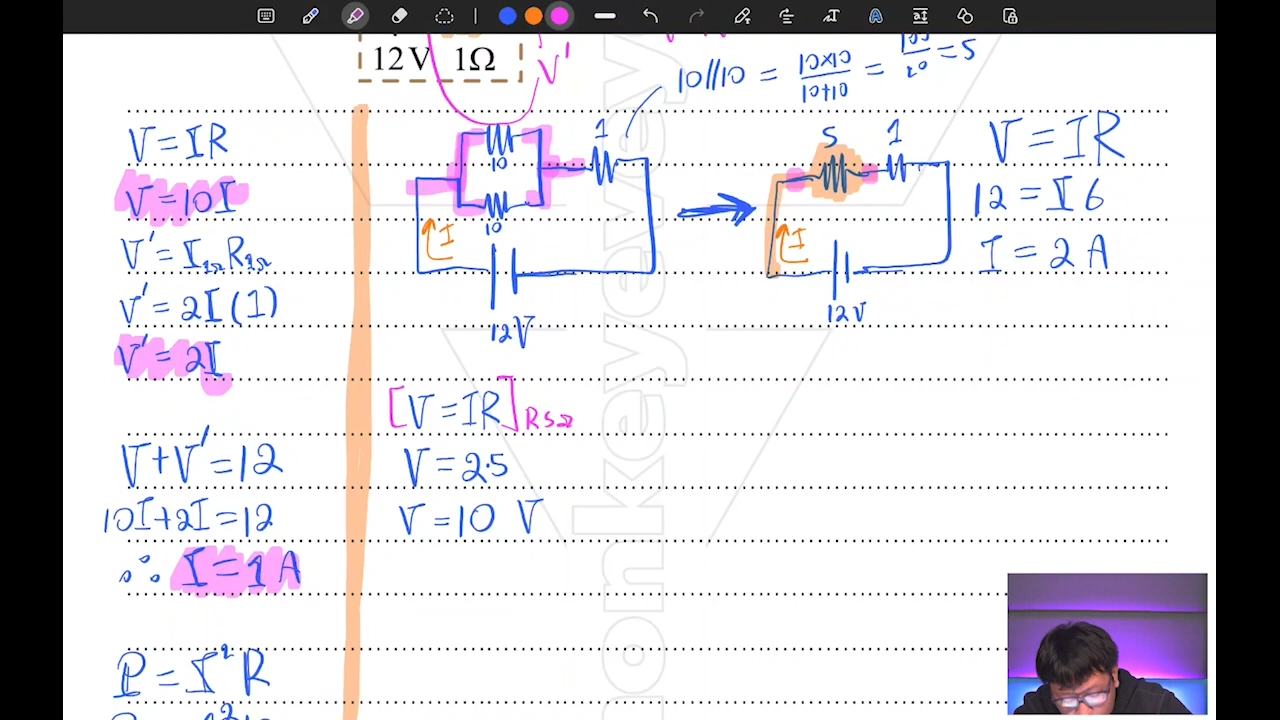 12V 1Ω
V'
10//10 = 10×10/10+10 = 100/20 = 5
V = IR
V = 10I
V' = I1Ω R1Ω
V' = 2I (1)
V' = 2I
V + V' = 12
10I + 2I = 12
∴ I = 1A
P = I²R
10
10
1
I
12V
[V = IR] R5Ω
V = 2·5
V = 10 V
5 1
I
12V
V = IR
12 = I 6
I = 2 A
monkeyeye